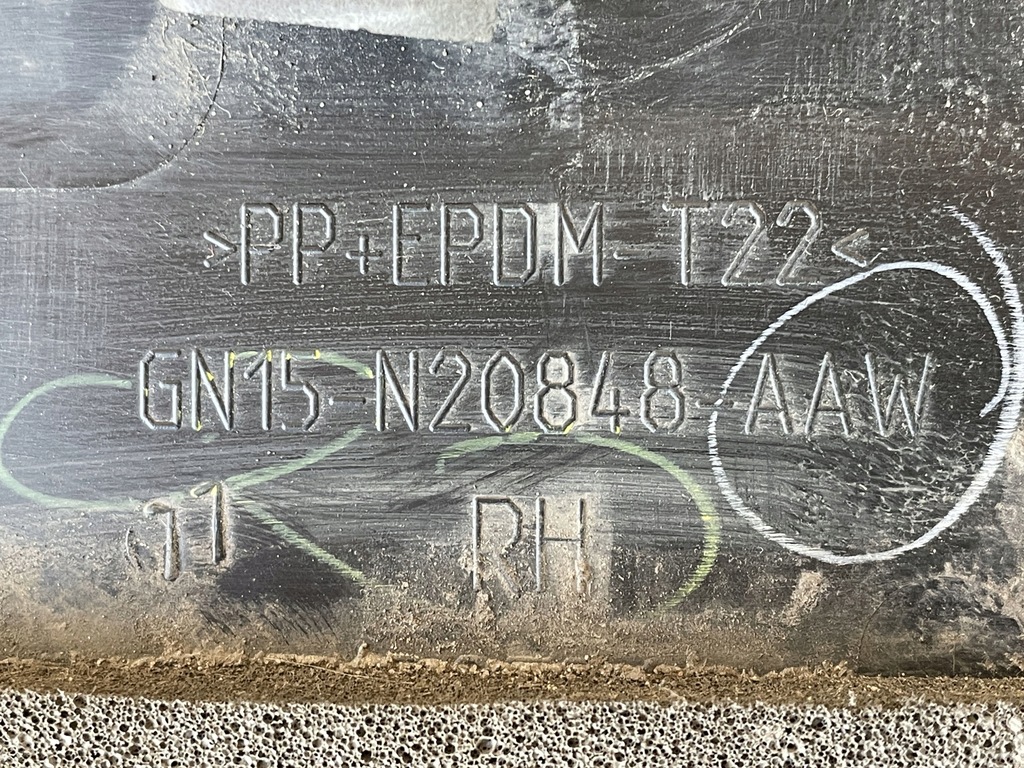 >PP+EPDM-T22<
GN15-N20848-AAW
11
RH